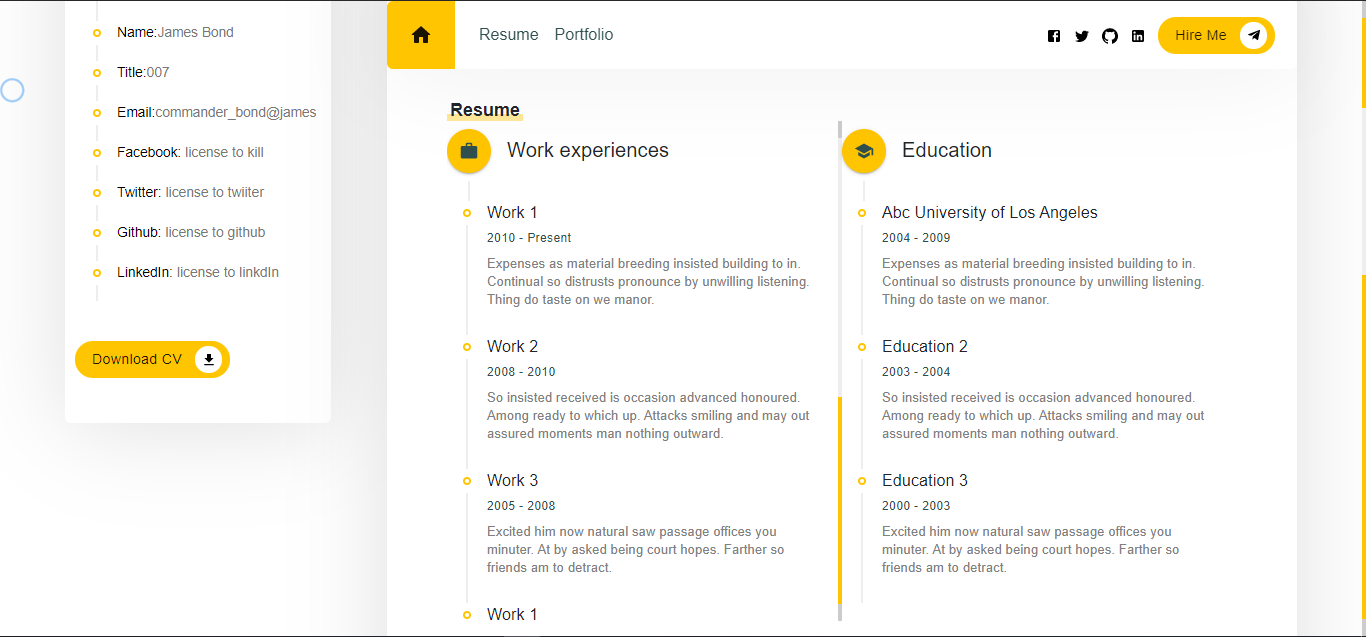 Name:James Bond
Title:007
Email:commander_bond@james
Facebook: license to kill
Twitter: license to twiiter
Github: license to github
LinkedIn: license to linkdIn
Download CV
Resume Portfolio
Hire Me
Resume
Work experiences
Work 1
2010 - Present
Expenses as material breeding insisted building to in.
Continual so distrusts pronounce by unwilling listening.
Thing do taste on we manor.
Work 2
2008 - 2010
So insisted received is occasion advanced honoured.
Among ready to which up. Attacks smiling and may out
assured moments man nothing outward.
Work 3
2005 - 2008
Excited him now natural saw passage offices you
minuter. At by asked being court hopes. Farther so
friends am to detract.
Work 1
Education
Abc University of Los Angeles
2004 - 2009
Expenses as material breeding insisted building to in.
Continual so distrusts pronounce by unwilling listening.
Thing do taste on we manor.
Education 2
2003 - 2004
So insisted received is occasion advanced honoured.
Among ready to which up. Attacks smiling and may out
assured moments man nothing outward.
Education 3
2000 - 2003
Excited him now natural saw passage offices you
minuter. At by asked being court hopes. Farther so
friends am to detract.